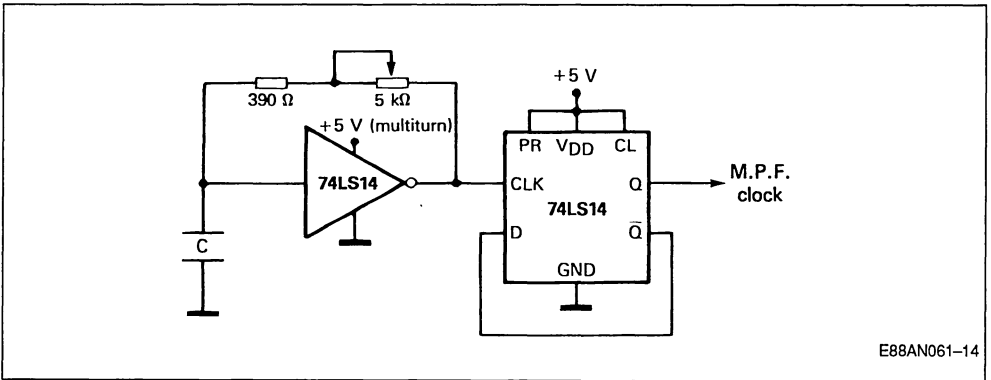 390 Ω
5 kΩ
+5 V (multiturn)
74LS14
C
+5 V
PR VDD CL
CLK Q
74LS14
D Q̅
GND
M.P.F.
clock
E88AN061–14